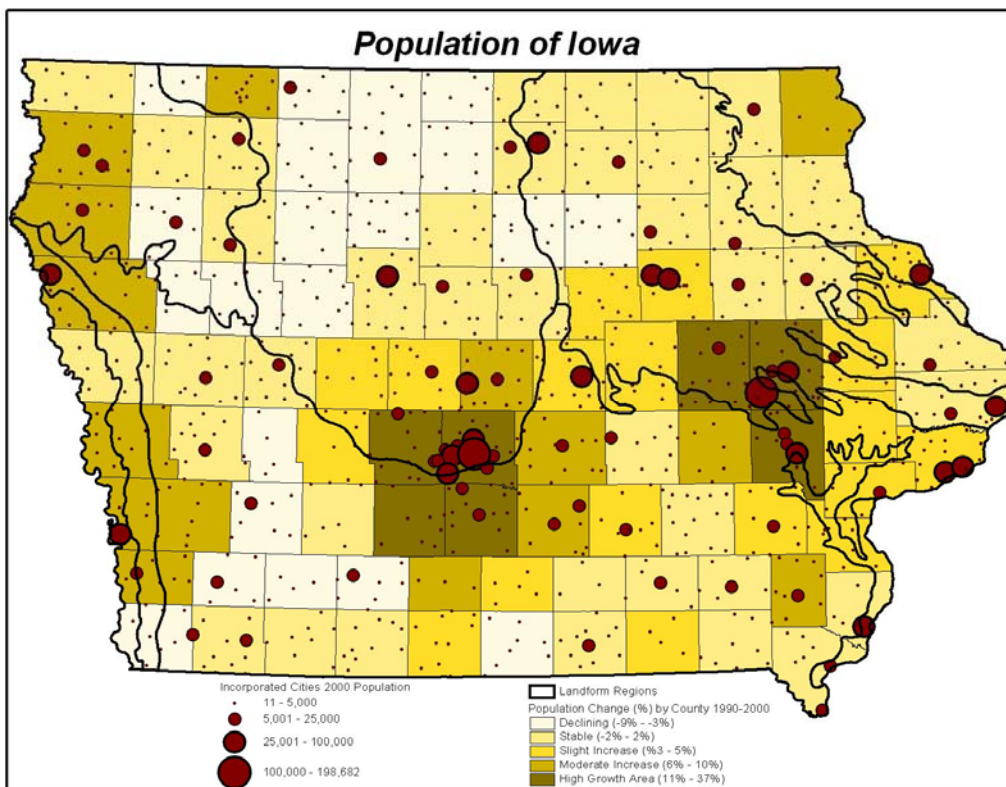 Population of Iowa
Incorporated Cities 2000 Population
11 - 5,000
5,001 - 25,000
25,001 - 100,000
100,000 - 198,682
Landform Regions
Population Change (%) by County 1990-2000
Declining (-9% - -3%)
Stable (-2% - 2%)
Slight Increase (%3 - 5%)
Moderate Increase (6% - 10%)
High Growth Area (11% - 37%)